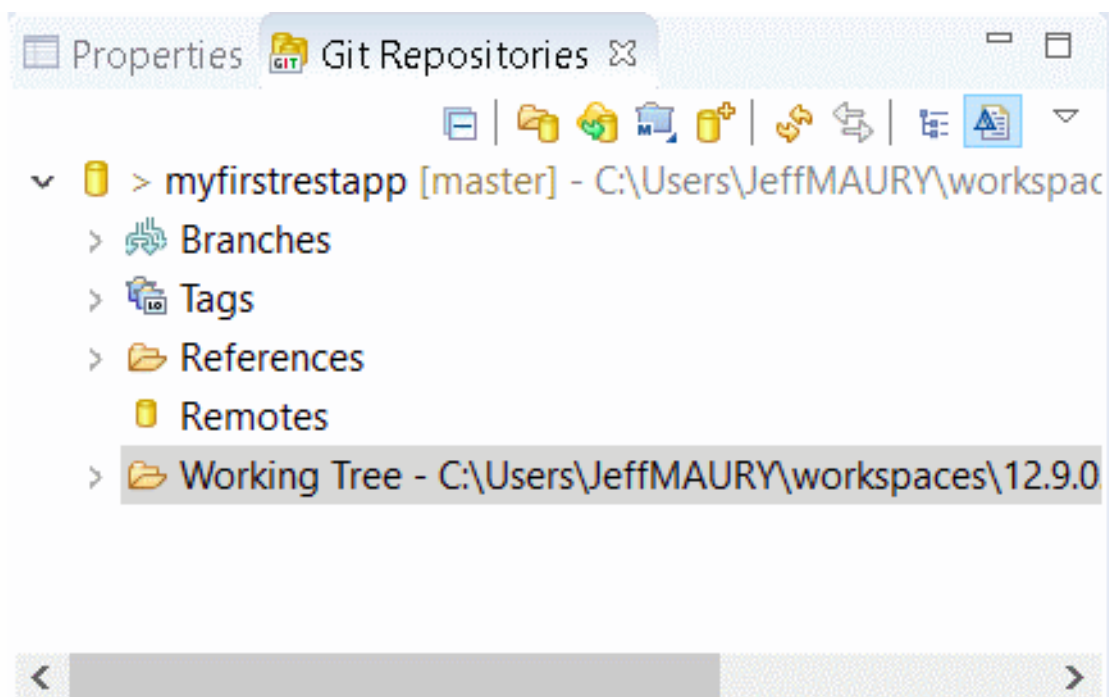 Properties Git Repositories
> myfirstrestapp [master] - C:\Users\JeffMAURY\workspac
Branches
Tags
References
Remotes
Working Tree - C:\Users\JeffMAURY\workspaces\12.9.0